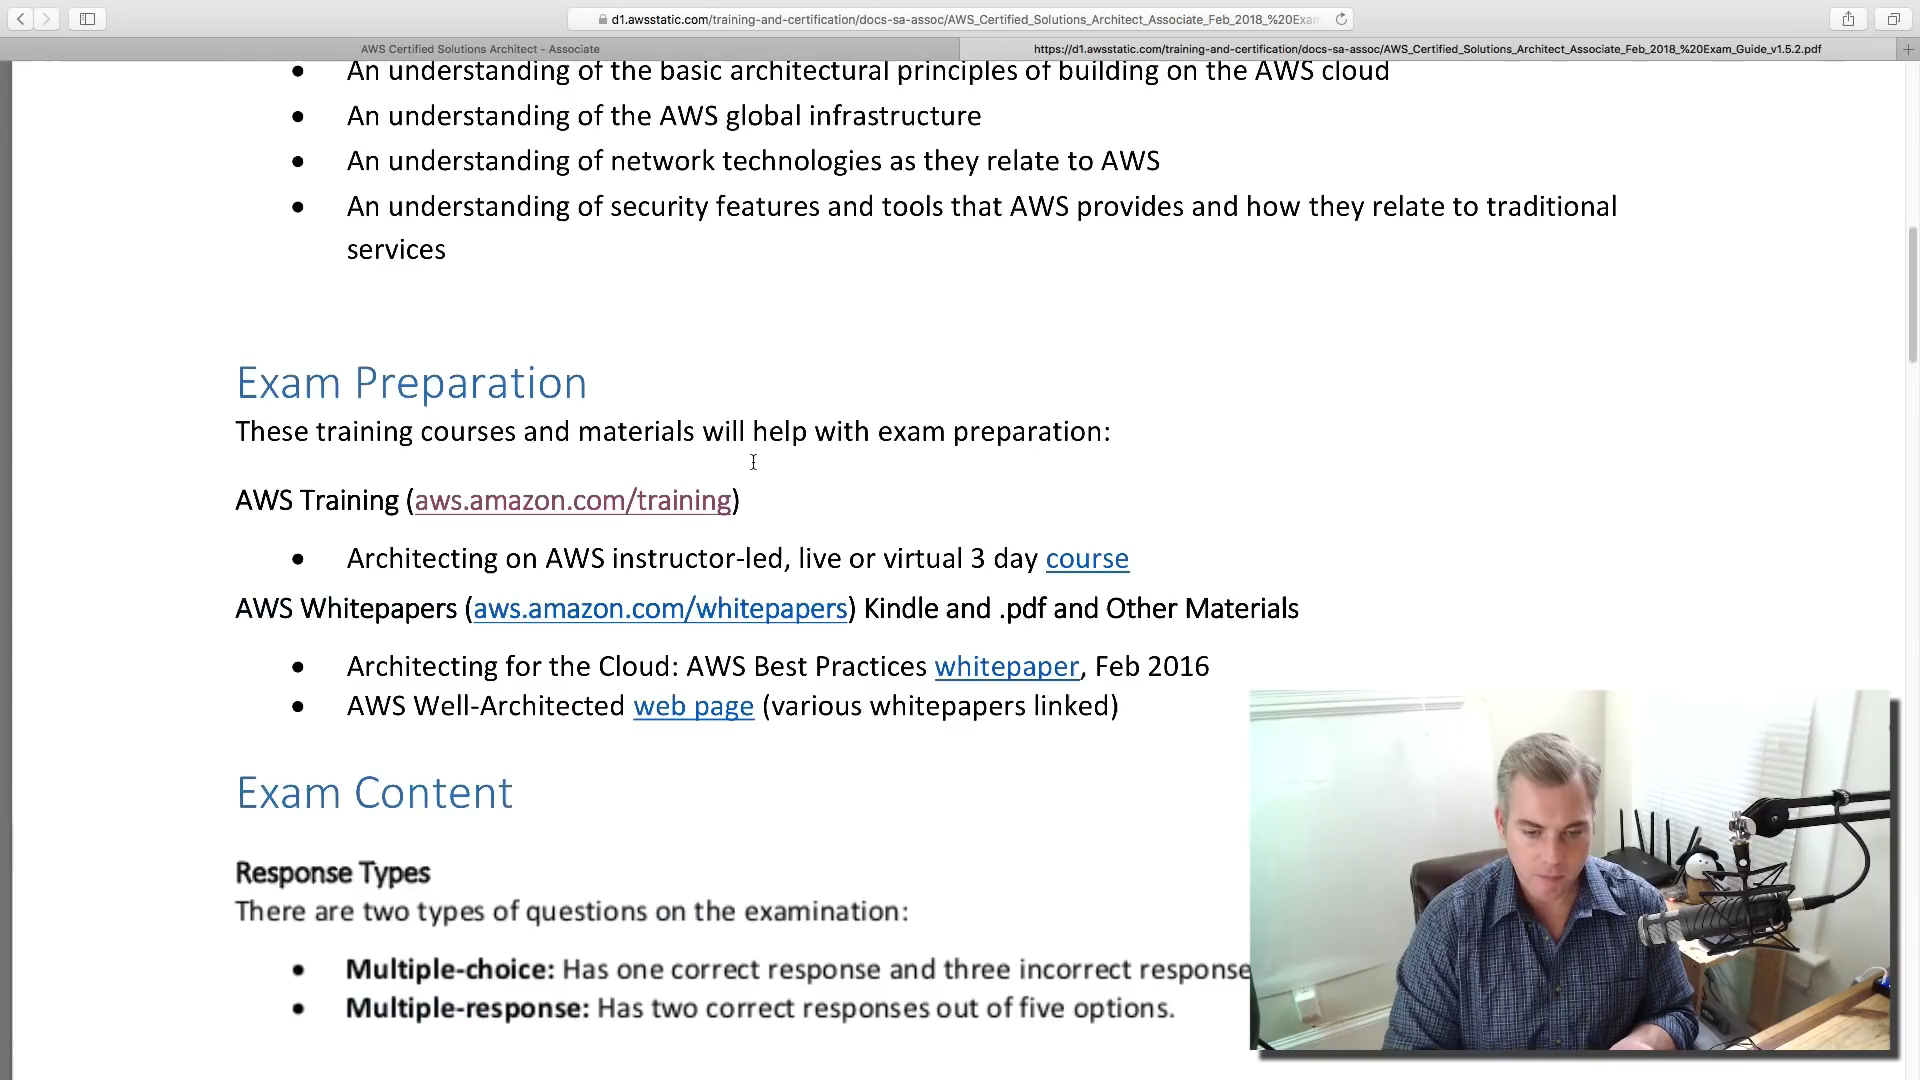 d1.awsstatic.com/training-and-certification/docs-sa-assoc/AWS_Certified_Solutions_Architect_Associate_Feb_2018_%20Exam
AWS Certified Solutions Architect - Associate
https://d1.awsstatic.com/training-and-certification/docs-sa-assoc/AWS_Certified_Solutions_Architect_Associate_Feb_2018_%20Exam_Guide_v1.5.2.pdf
• An understanding of the basic architectural principles of building on the AWS cloud
• An understanding of the AWS global infrastructure
• An understanding of network technologies as they relate to AWS
• An understanding of security features and tools that AWS provides and how they relate to traditional
services
Exam Preparation
These training courses and materials will help with exam preparation:
AWS Training (aws.amazon.com/training)
• Architecting on AWS instructor-led, live or virtual 3 day course
AWS Whitepapers (aws.amazon.com/whitepapers) Kindle and .pdf and Other Materials
• Architecting for the Cloud: AWS Best Practices whitepaper, Feb 2016
• AWS Well-Architected web page (various whitepapers linked)
Exam Content
Response Types
There are two types of questions on the examination:
• Multiple-choice: Has one correct response and three incorrect response
• Multiple-response: Has two correct responses out of five options.